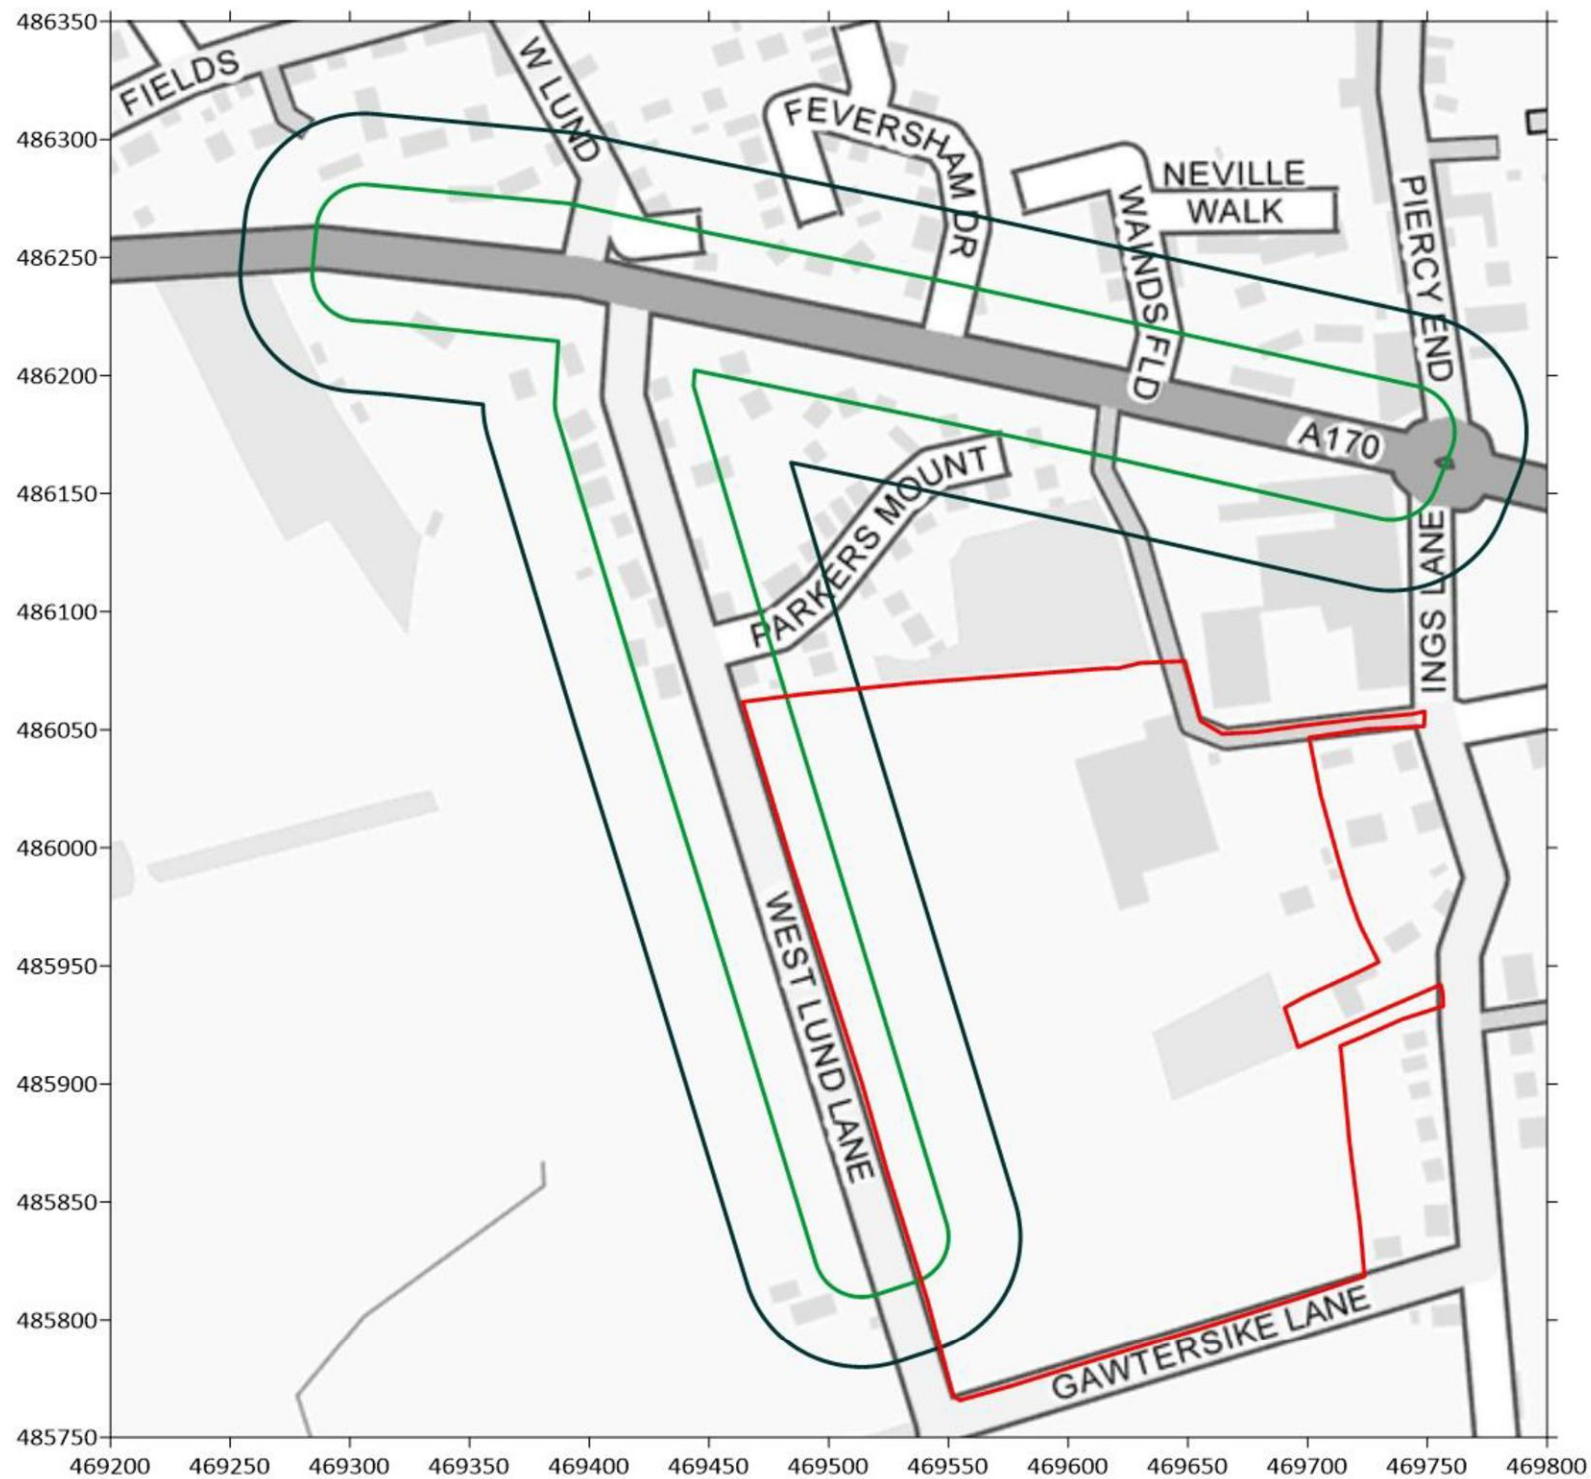 486350
486300
486250
486200
486150
486100
486050
486000
485950
485900
485850
485800
485750
469200 469250 469300 469350 469400 469450 469500 469550 469600 469650 469700 469750 469800
FIELDS
W LUND
FEVERSHAM DR
NEVILLE
WALK
WAINDS FLD
PIERCY END
A170
PARKERS MOUNT
INGS LANE
WEST LUND LANE
GAWTERSIKE LANE